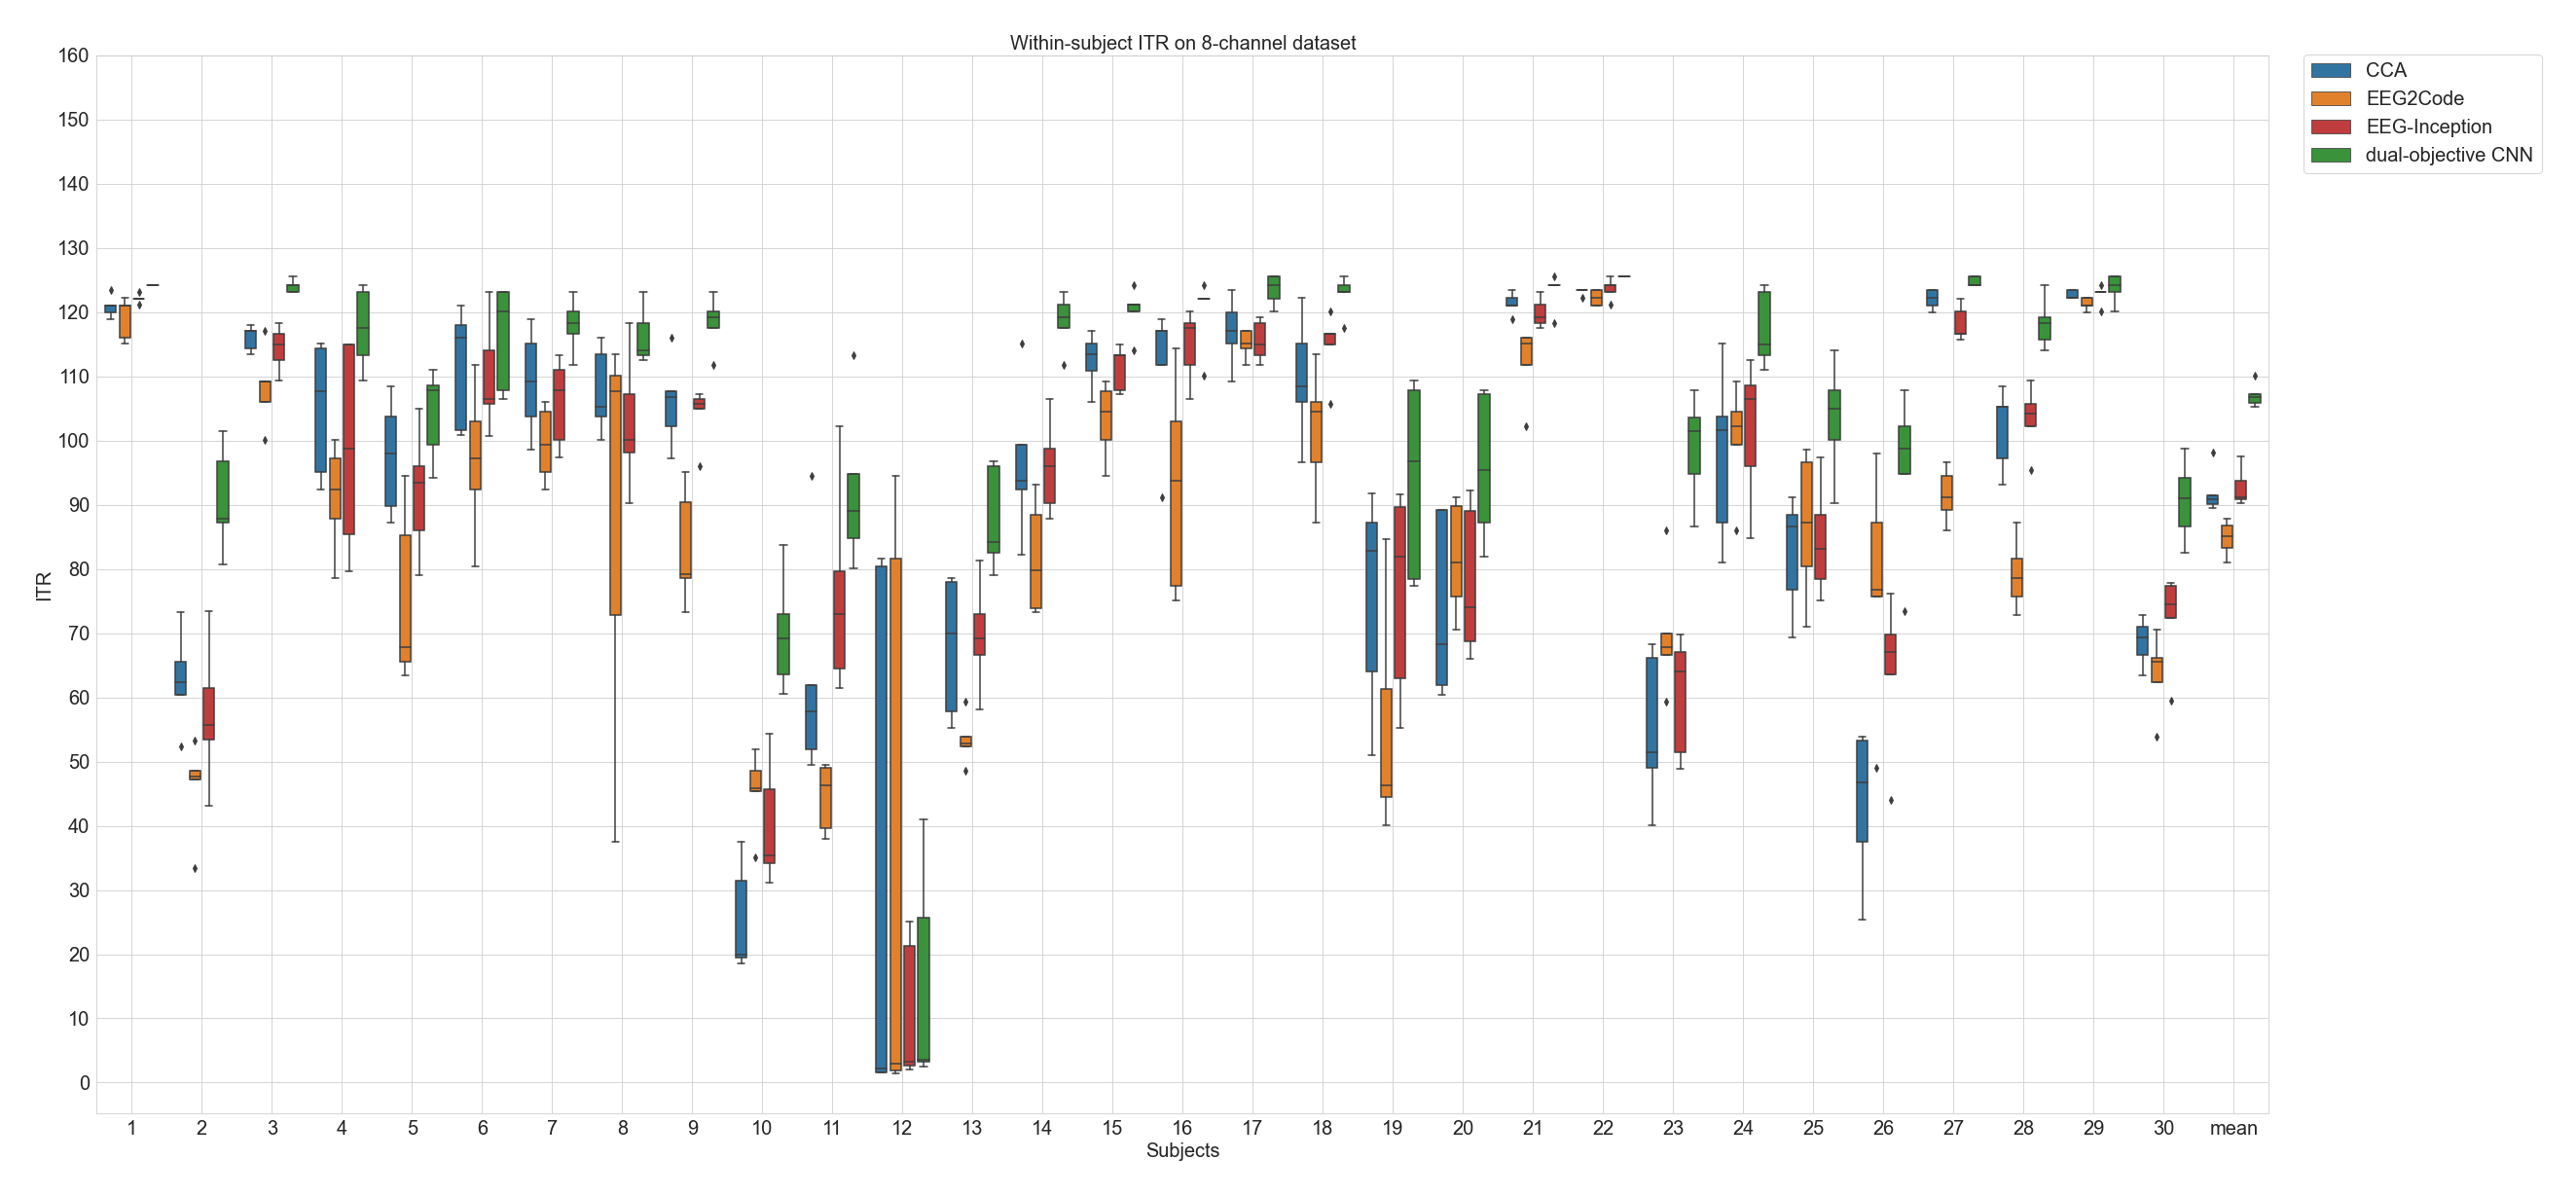 Within-subject ITR on 8-channel dataset
160
150
140
130
120
110
100
90
80
70
60
50
40
30
20
10
0
ITR
1 2 3 4 5 6 7 8 9 10 11 12 13 14 15 16 17 18 19 20 21 22 23 24 25 26 27 28 29 30 mean
Subjects
CCA
EEG2Code
EEG-Inception
dual-objective CNN